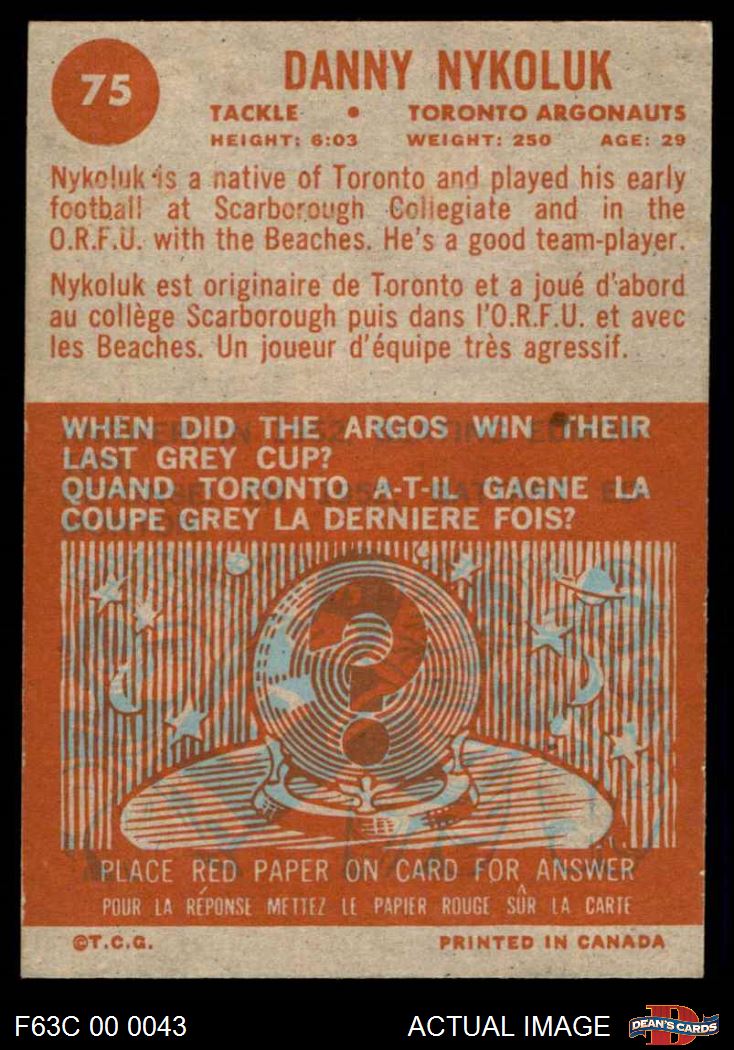 75
DANNY NYKOLUK
TACKLE • TORONTO ARGONAUTS
HEIGHT: 6:03 WEIGHT: 250 AGE: 29
Nykoluk is a native of Toronto and played his early
football at Scarborough Collegiate and in the
O.R.F.U. with the Beaches. He's a good team-player.
Nykoluk est originaire de Toronto et a joué d'abord
au collège Scarborough puis dans l'O.R.F.U. et avec
les Beaches. Un joueur d'équipe très agressif.
WHEN DID THE ARGOS WIN THEIR
LAST GREY CUP?
QUAND TORONTO A-T-IL GAGNE LA
COUPE GREY LA DERNIERE FOIS?
?
PLACE RED PAPER ON CARD FOR ANSWER
POUR LA RÉPONSE METTEZ LE PAPIER ROUGE SÛR LA CARTE
©T.C.G. PRINTED IN CANADA
F63C 00 0043 ACTUAL IMAGE
D
DEAN'S CARDS